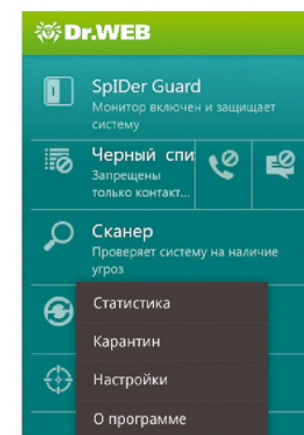 Dr.WEB
SpIDer Guard
Монитор включен и защищает
систему
Черный спи
Запрещены
только контакт...
Сканер
Проверяет систему на наличие
угроз
Статистика
Карантин
Настройки
О программе